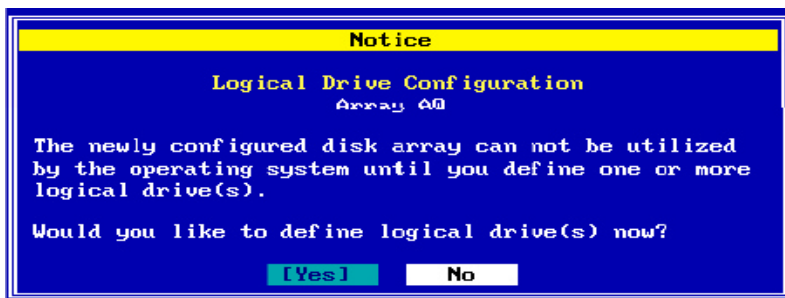 Notice
Logical Drive Configuration
Array A0
The newly configured disk array can not be utilized
by the operating system until you define one or more
logical drive(s).
Would you like to define logical drive(s) now?
[Yes] No